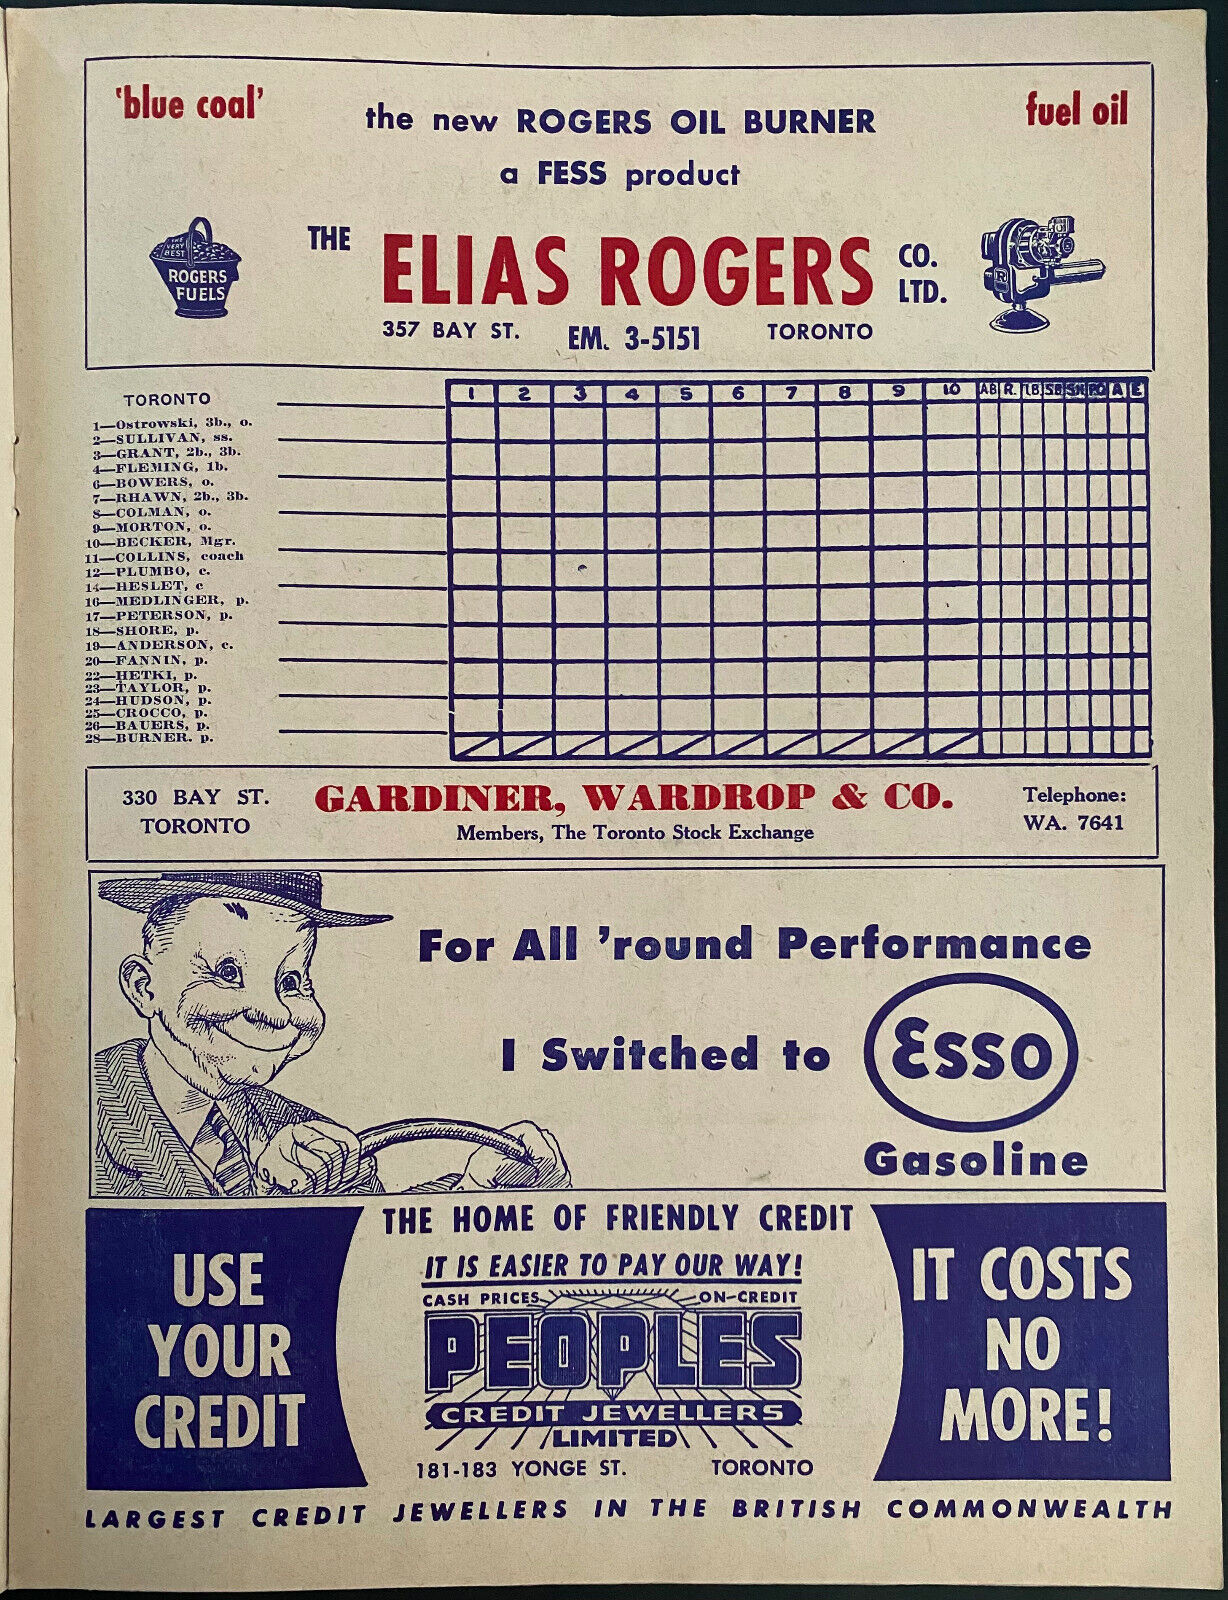 'blue coal'
fuel oil
the new ROGERS OIL BURNER
a FESS product
THE VERY BEST
ROGERS
FUELS
THE ELIAS ROGERS CO. LTD.
R
357 BAY ST. EM. 3-5151 TORONTO
TORONTO
1 2 3 4 5 6 7 8 9 10 AB R. 1B. SB SH PO A E
1—Ostrowski, 3b., o.
2—SULLIVAN, ss.
3—GRANT, 2b., 3b.
4—FLEMING, 1b.
6—BOWERS, o.
7—RHAWN, 2b., 3b.
8—COLMAN, o.
9—MORTON, o.
10—BECKER, Mgr.
11—COLLINS, coach
12—PLUMBO, c.
14—HESLET, c
16—MEDLINGER, p.
17—PETERSON, p.
18—SHORE, p.
19—ANDERSON, c.
20—FANNIN, p.
22—HETKI, p.
23—TAYLOR, p.
24—HUDSON, p.
25—CROCCO, p.
26—BAUERS, p.
28—BURNER. p.
330 BAY ST.
TORONTO
GARDINER, WARDROP & CO.
Members, The Toronto Stock Exchange
Telephone:
WA. 7641
For All 'round Performance
I Switched to
Esso
Gasoline
USE
YOUR
CREDIT
THE HOME OF FRIENDLY CREDIT
IT IS EASIER TO PAY OUR WAY!
CASH PRICES ON-CREDIT
PEOPLES
CREDIT JEWELLERS
LIMITED
181-183 YONGE ST. TORONTO
IT COSTS
NO
MORE!
LARGEST CREDIT JEWELLERS IN THE BRITISH COMMONWEALTH